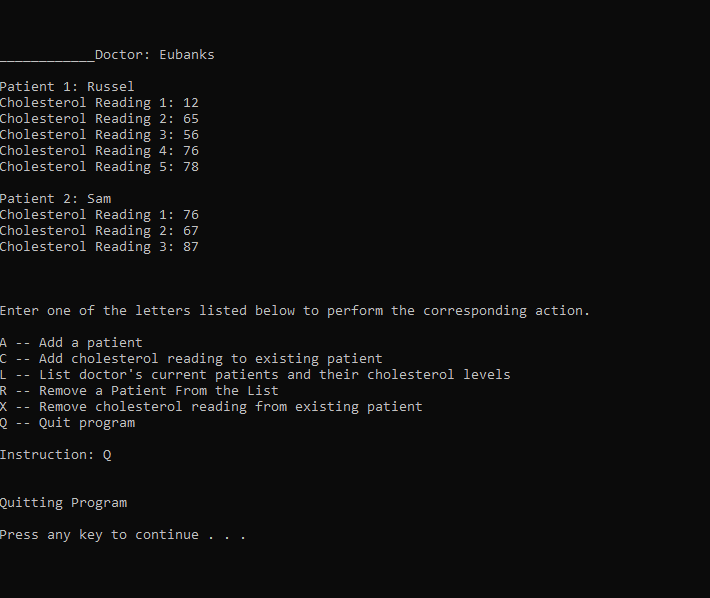 ____________Doctor: Eubanks
Patient 1: Russel
Cholesterol Reading 1: 12
Cholesterol Reading 2: 65
Cholesterol Reading 3: 56
Cholesterol Reading 4: 76
Cholesterol Reading 5: 78
Patient 2: Sam
Cholesterol Reading 1: 76
Cholesterol Reading 2: 67
Cholesterol Reading 3: 87
Enter one of the letters listed below to perform the corresponding action.
A -- Add a patient
C -- Add cholesterol reading to existing patient
L -- List doctor's current patients and their cholesterol levels
R -- Remove a Patient From the List
X -- Remove cholesterol reading from existing patient
Q -- Quit program
Instruction: Q
Quitting Program
Press any key to continue . . .